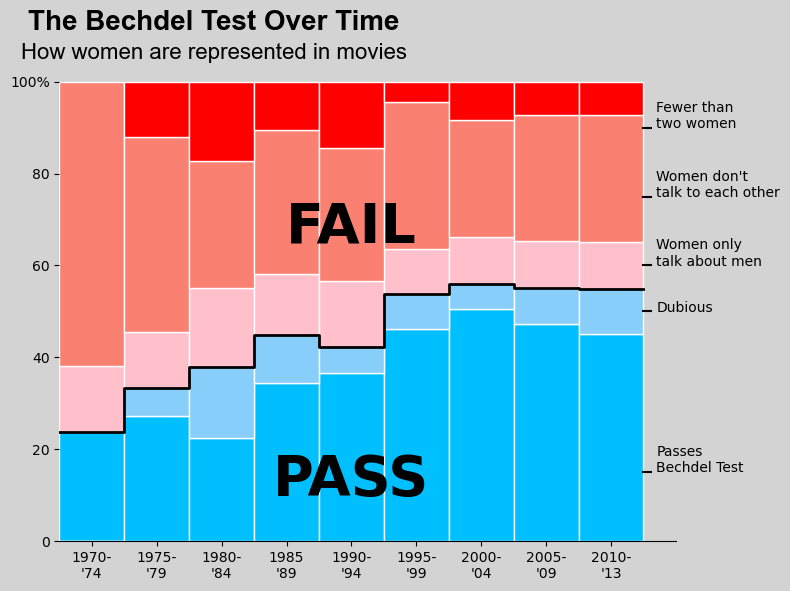 The Bechdel Test Over Time
How women are represented in movies
100%
80
60
40
20
0
FAIL
PASS
Fewer than
two women
Women don't
talk to each other
Women only
talk about men
Dubious
Passes
Bechdel Test
1970-
'74
1975-
'79
1980-
'84
1985
'89
1990-
'94
1995-
'99
2000-
'04
2005-
'09
2010-
'13